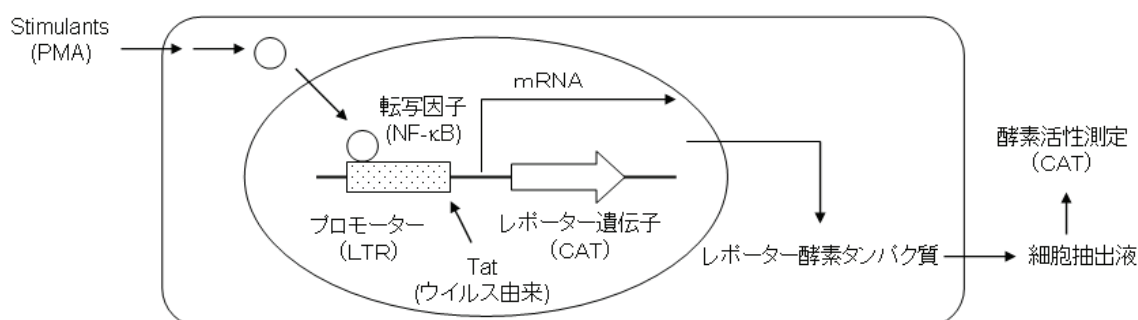 Stimulants
(PMA)
mRNA
転写因子
(NF-κB)
プロモーター
(LTR)
レポーター遺伝子
(CAT)
Tat
(ウイルス由来)
レポーター酵素タンパク質
細胞抽出液
酵素活性測定
(CAT)